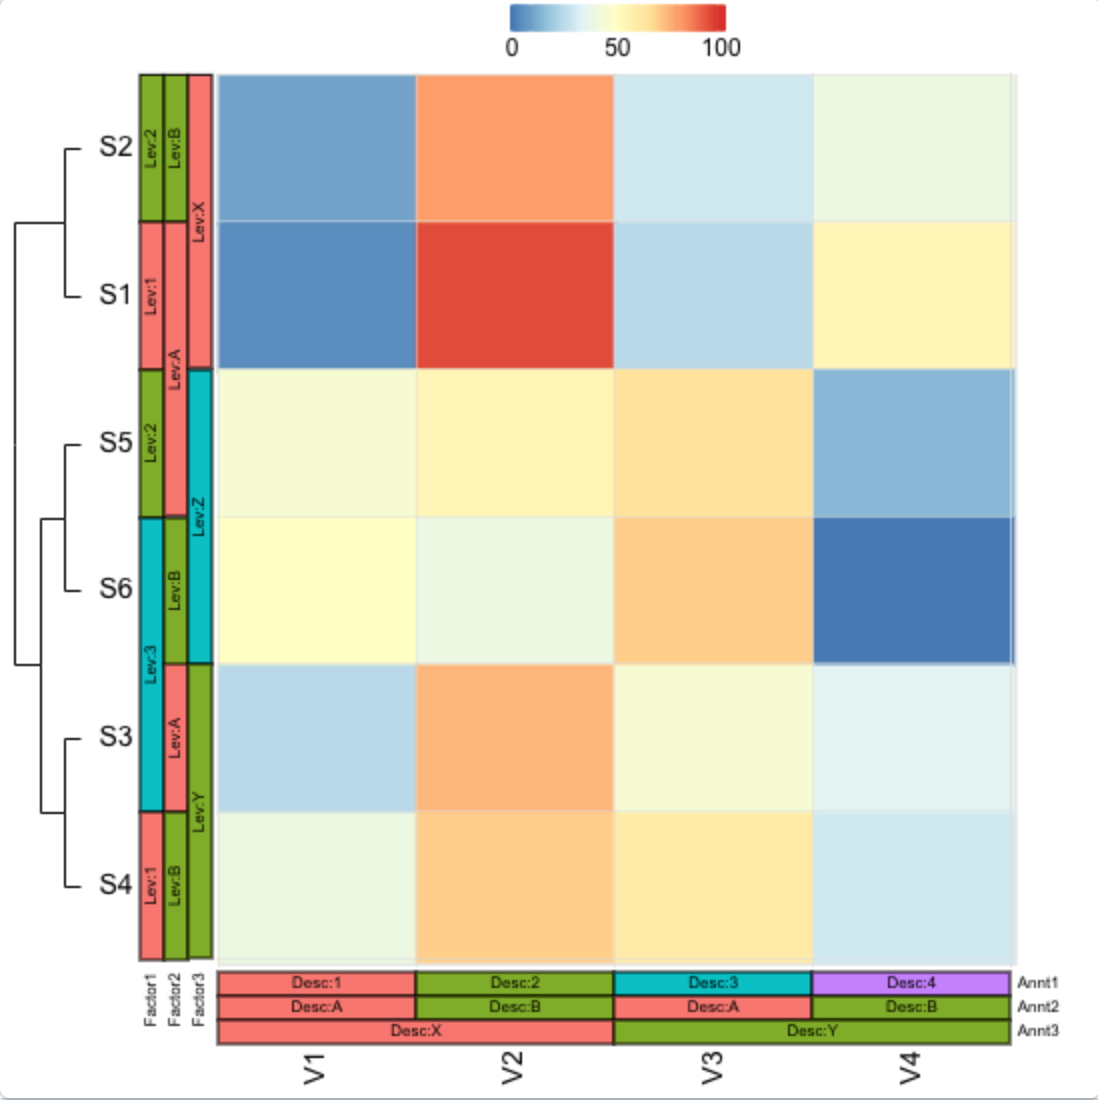 0 50 100
S2 Lev:2 Lev:B Lev:X
S1 Lev:1 Lev:A
S5 Lev:2 Lev:Z
S6 Lev:3 Lev:B
S3 Lev:A Lev:Y
S4 Lev:1 Lev:B
Factor1 Factor2 Factor3
Desc:1 Desc:2 Desc:3 Desc:4 Annt1
Desc:A Desc:B Desc:A Desc:B Annt2
Desc:X Desc:Y Annt3
V1 V2 V3 V4